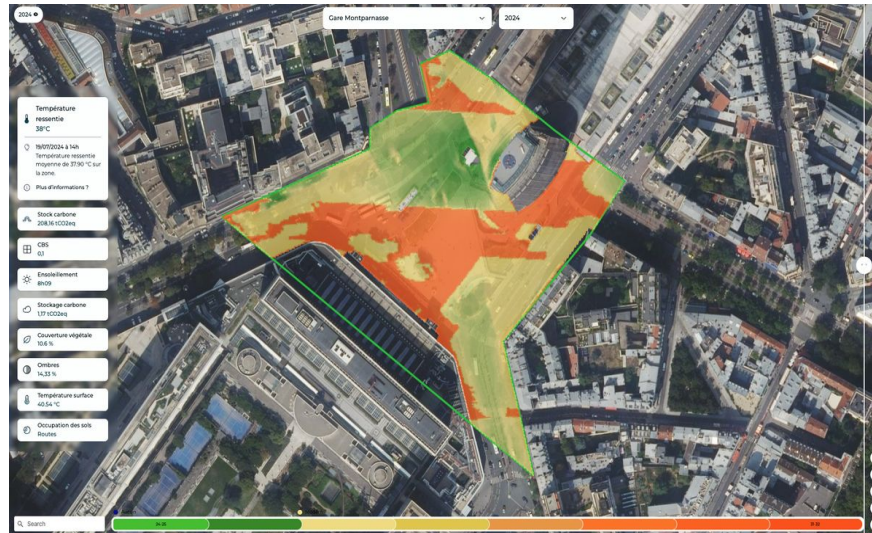 2024
Gare Montparnasse
2024
Température
ressentie
38°C
19/07/2024 à 14h
Température ressentie
moyenne de 37.90 °C sur
la zone.
Plus d'informations ?
Stock carbone
208,16 tCO2eq
CBS
0,1
Ensoleillement
8h09
Stockage carbone
1,17 tCO2eq
Couverture végétale
10.6 %
Ombres
14,33 %
Température surface
40.54 °C
Occupation des sols
Routes
Search